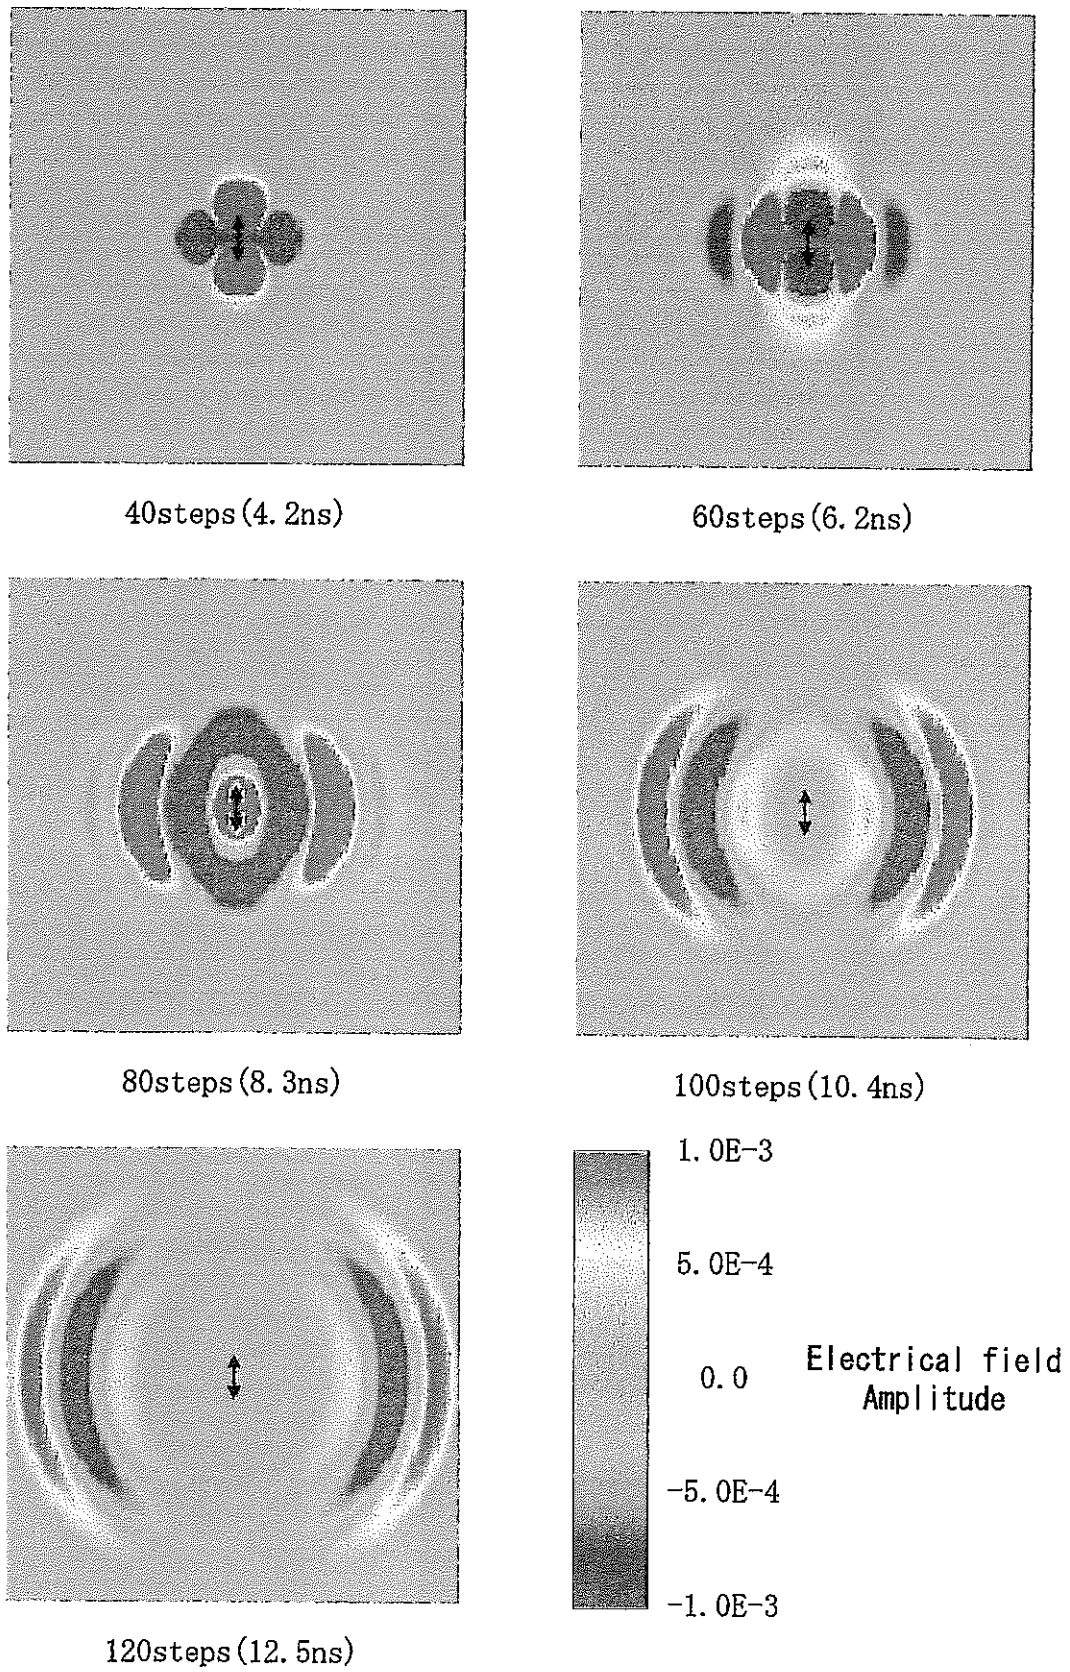 40steps(4.2ns)
60steps(6.2ns)
80steps(8.3ns)
100steps(10.4ns)
120steps(12.5ns)
1.0E-3
5.0E-4
0.0
-5.0E-4
-1.0E-3
Electrical field
Amplitude